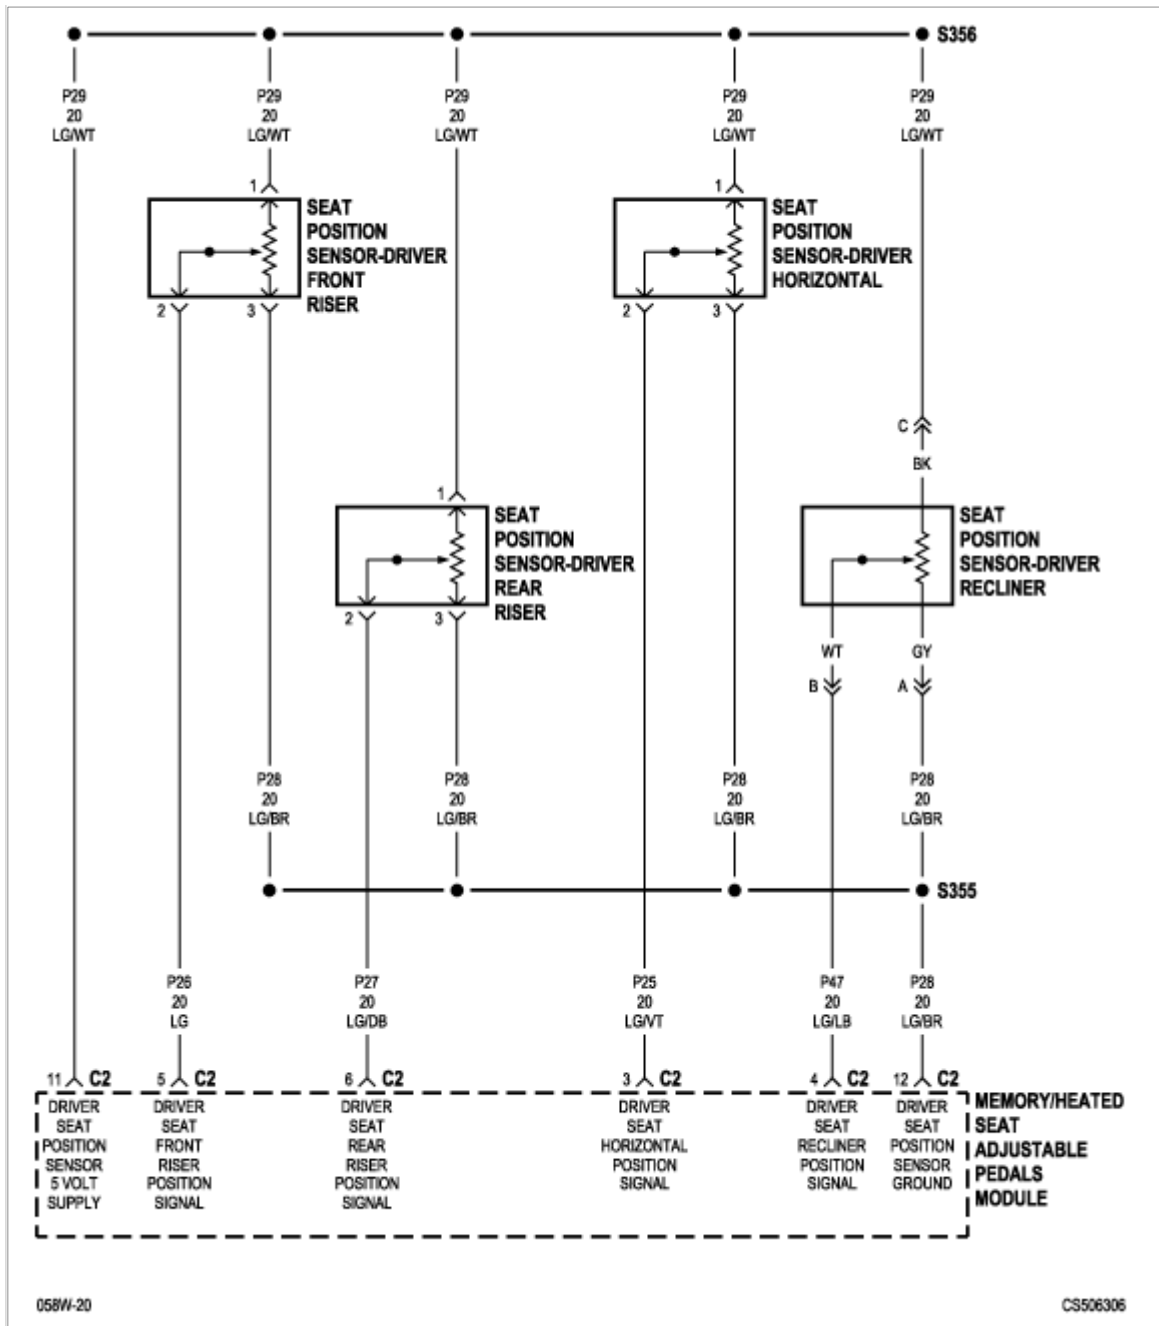 S356
P29
20
LG/WT
P29
20
LG/WT
P29
20
LG/WT
P29
20
LG/WT
P29
20
LG/WT
1
SEAT
POSITION
SENSOR-DRIVER
FRONT
RISER
2
3
1
SEAT
POSITION
SENSOR-DRIVER
HORIZONTAL
2
3
C
BK
1
SEAT
POSITION
SENSOR-DRIVER
REAR
RISER
2
3
SEAT
POSITION
SENSOR-DRIVER
RECLINER
WT
GY
B
A
P28
20
LG/BR
P28
20
LG/BR
P28
20
LG/BR
P28
20
LG/BR
S355
P26
20
LG
P27
20
LG/DB
P25
20
LG/VT
P47
20
LG/LB
P28
20
LG/BR
11 C2
5 C2
6 C2
3 C2
4 C2
12 C2
DRIVER
SEAT
POSITION
SENSOR
5 VOLT
SUPPLY
DRIVER
SEAT
FRONT
RISER
POSITION
SIGNAL
DRIVER
SEAT
REAR
RISER
POSITION
SIGNAL
DRIVER
SEAT
HORIZONTAL
POSITION
SIGNAL
DRIVER
SEAT
RECLINER
POSITION
SIGNAL
DRIVER
SEAT
POSITION
SENSOR
GROUND
MEMORY/HEATED
SEAT
ADJUSTABLE
PEDALS
MODULE
058W-20
CS506306